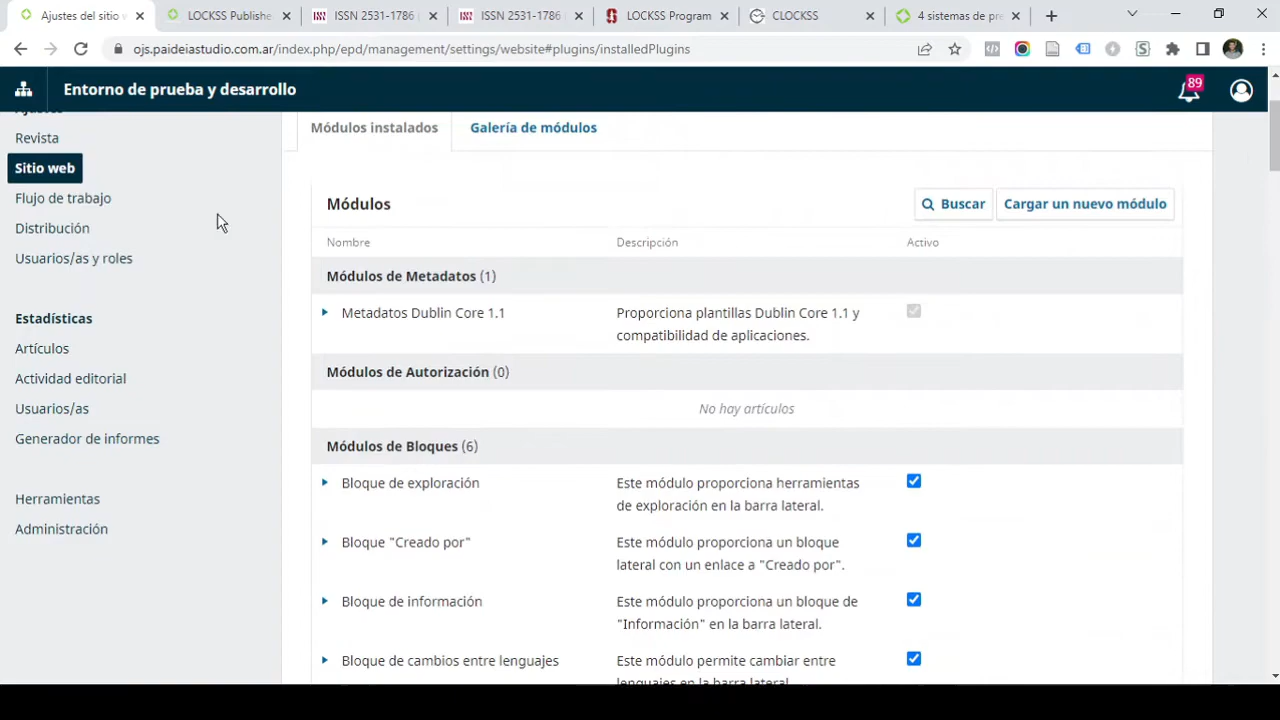 Ajustes del sitio
LOCKSS Publishe
ISSN 2531-1786
ISSN 2531-1786
LOCKSS Program
CLOCKSS
4 sistemas de pre
ojs.paideiastudio.com.ar/index.php/epd/management/settings/website#plugins/installedPlugins
Entorno de prueba y desarrollo
89
Ajustes
Revista
Sitio web
Flujo de trabajo
Distribución
Usuarios/as y roles
Estadísticas
Artículos
Actividad editorial
Usuarios/as
Generador de informes
Herramientas
Administración
Módulos instalados
Galería de módulos
Módulos
Buscar
Cargar un nuevo módulo
Nombre
Descripción
Activo
Módulos de Metadatos (1)
Metadatos Dublin Core 1.1
Proporciona plantillas Dublin Core 1.1 y
compatibilidad de aplicaciones.
Módulos de Autorización (0)
No hay artículos
Módulos de Bloques (6)
Bloque de exploración
Este módulo proporciona herramientas
de exploración en la barra lateral.
Bloque "Creado por"
Este módulo proporciona un bloque
lateral con un enlace a "Creado por".
Bloque de información
Este módulo proporciona un bloque de
"Información" en la barra lateral.
Bloque de cambios entre lenguajes
Este módulo permite cambiar entre
lenguajes en la barra lateral